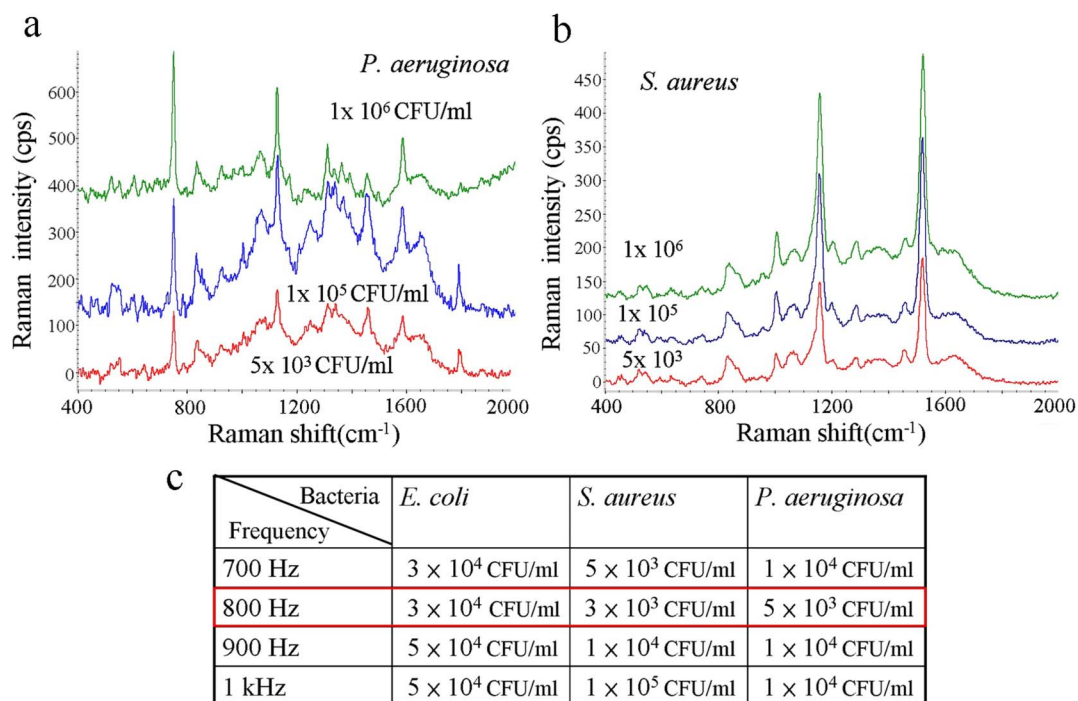 a
P. aeruginosa
1x 10⁶ CFU/ml
1x 10⁵ CFU/ml
5x 10³ CFU/ml
Raman intensity (cps)
600
500
400
300
200
100
0
400 800 1200 1600 2000
Raman shift(cm⁻¹)
b
S. aureus
1x 10⁶
1x 10⁵
5x 10³
Raman intensity (cps)
450
400
350
300
250
200
150
100
50
0
400 800 1200 1600 2000
Raman shift(cm⁻¹)
c
Bacteria E. coli S. aureus P. aeruginosa
Frequency
700 Hz 3 × 10⁴ CFU/ml 5 × 10³ CFU/ml 1 × 10⁴ CFU/ml
800 Hz 3 × 10⁴ CFU/ml 3 × 10³ CFU/ml 5 × 10³ CFU/ml
900 Hz 5 × 10⁴ CFU/ml 1 × 10⁴ CFU/ml 1 × 10⁴ CFU/ml
1 kHz 5 × 10⁴ CFU/ml 1 × 10⁵ CFU/ml 1 × 10⁴ CFU/ml